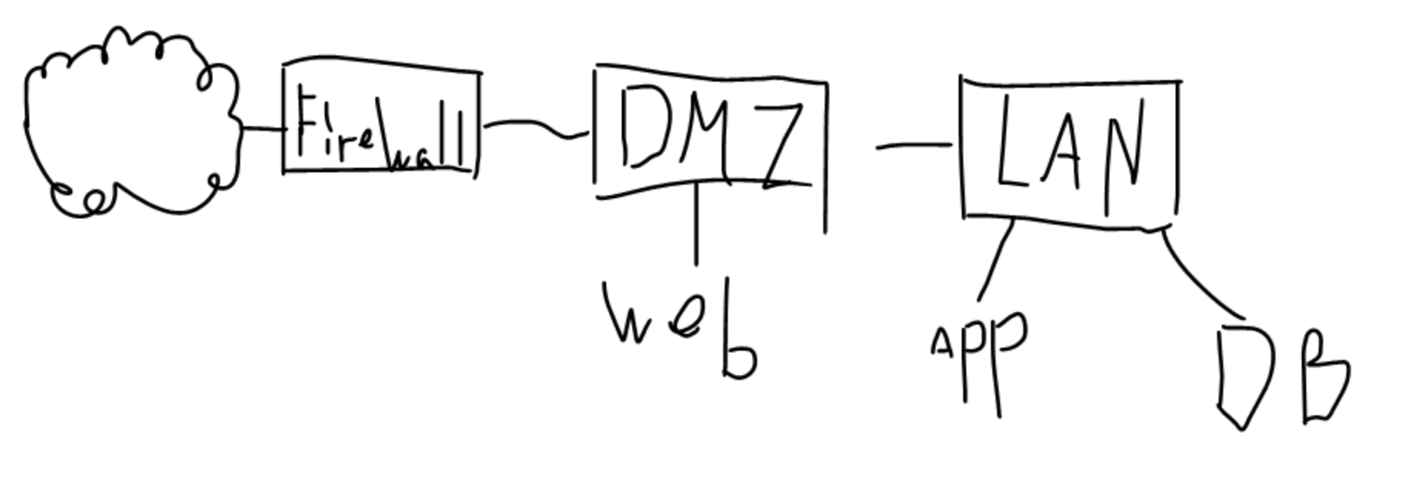 Firewall
DMZ
LAN
Web
APP
DB